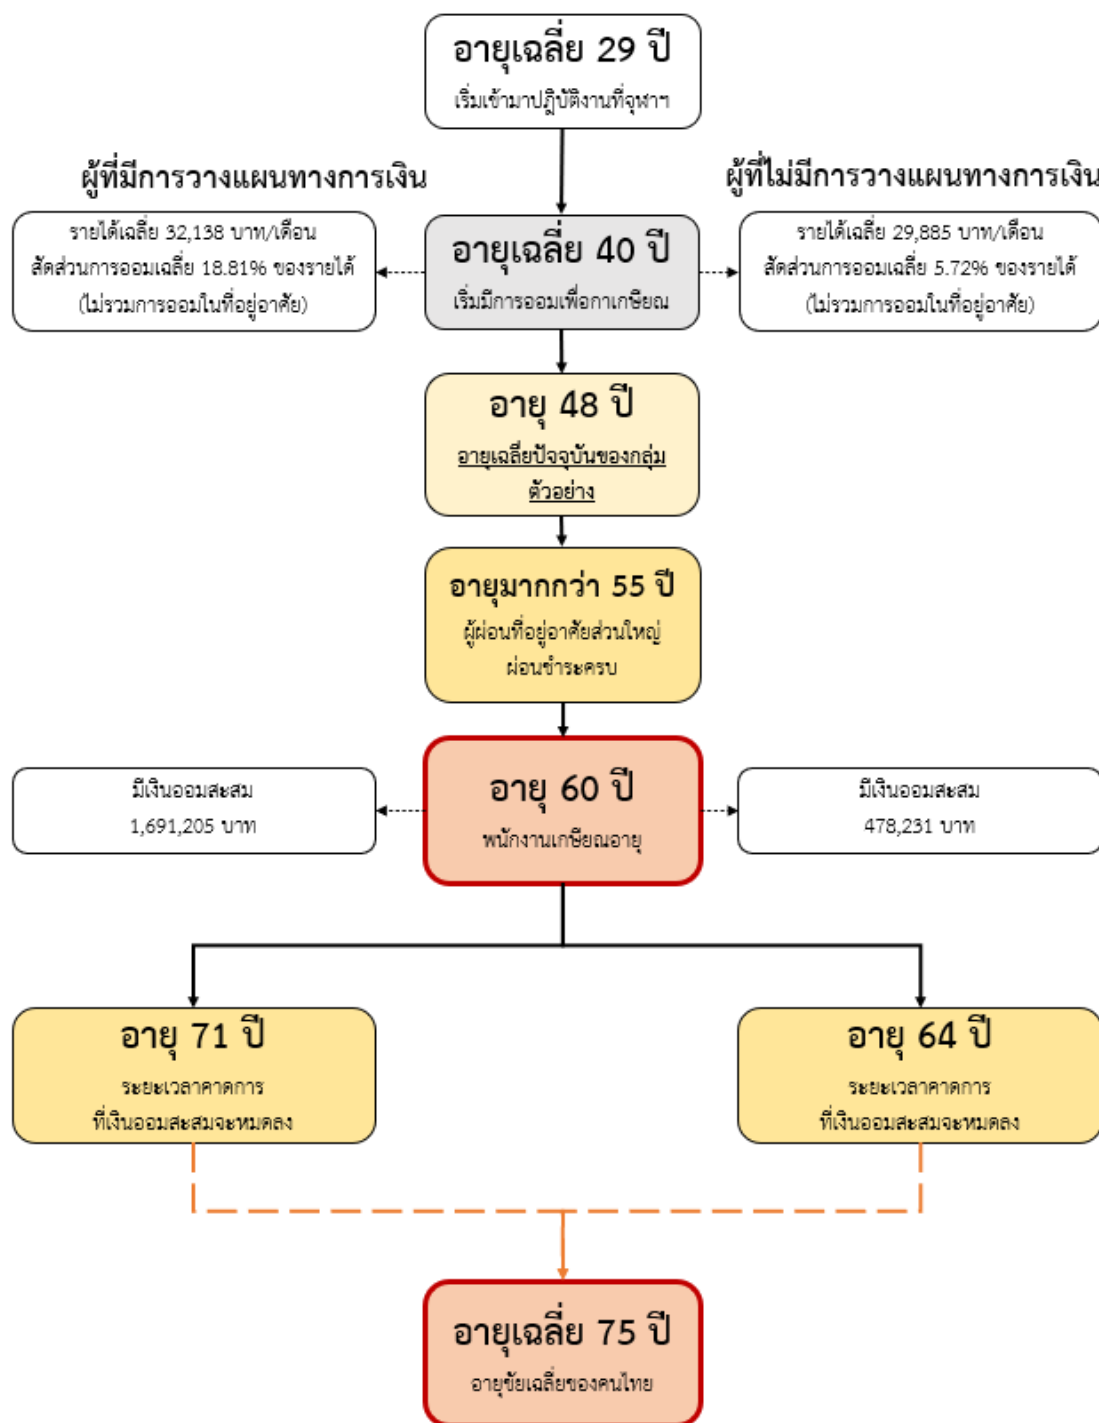 อายุเฉลี่ย 29 ปี
เริ่มเข้ามาปฏิบัติงานที่จุฬาฯ
ผู้ที่มีการวางแผนทางการเงิน
ผู้ที่ไม่มีการวางแผนทางการเงิน
รายได้เฉลี่ย 32,138 บาท/เดือน
สัดส่วนการออมเฉลี่ย 18.81% ของรายได้
(ไม่รวมการออมในที่อยู่อาศัย)
อายุเฉลี่ย 40 ปี
เริ่มมีการออมเพื่อกาเกษียณ
รายได้เฉลี่ย 29,885 บาท/เดือน
สัดส่วนการออมเฉลี่ย 5.72% ของรายได้
(ไม่รวมการออมในที่อยู่อาศัย)
อายุ 48 ปี
อายุเฉลี่ยปัจจุบันของกลุ่ม
ตัวอย่าง
อายุมากกว่า 55 ปี
ผู้ผ่อนที่อยู่อาศัยส่วนใหญ่
ผ่อนชำระครบ
มีเงินออมสะสม
1,691,205 บาท
อายุ 60 ปี
พนักงานเกษียณอายุ
มีเงินออมสะสม
478,231 บาท
อายุ 71 ปี
ระยะเวลาคาดการ
ที่เงินออมสะสมจะหมดลง
อายุ 64 ปี
ระยะเวลาคาดการ
ที่เงินออมสะสมจะหมดลง
อายุเฉลี่ย 75 ปี
อายุขัยเฉลี่ยของคนไทย